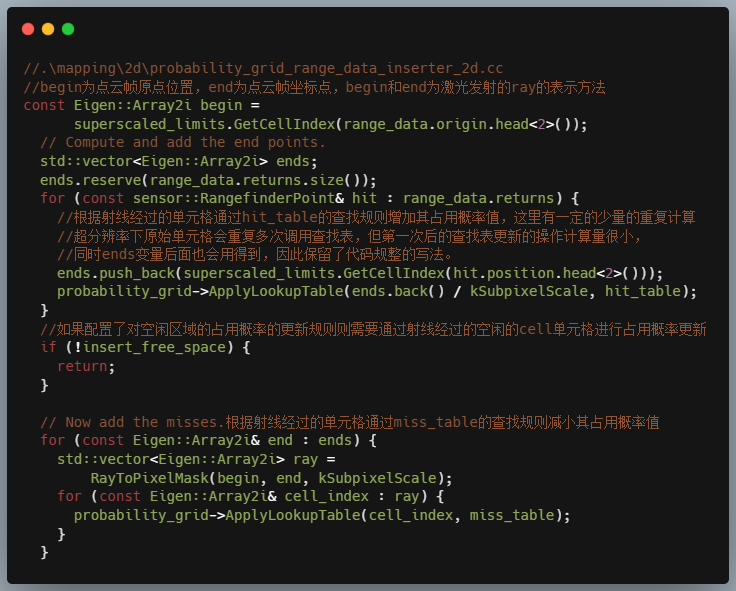 //.\mapping\2d\probability_grid_range_data_inserter_2d.cc
//begin为点云帧原点位置，end为点云帧坐标点，begin和end为激光发射的ray的表示方法
const Eigen::Array2i begin =
      superscaled_limits.GetCellIndex(range_data.origin.head<2>());
  // Compute and add the end points.
  std::vector<Eigen::Array2i> ends;
  ends.reserve(range_data.returns.size());
  for (const sensor::RangefinderPoint& hit : range_data.returns) {
    //根据射线经过的单元格通过hit_table的查找规则增加其占用概率值，这里有一定的少量的重复计算
    //超分辨率下原始单元格会重复多次调用查找表，但第一次后的查找表更新的操作计算量很小，
    //同时ends变量后面也会用得到，因此保留了代码规整的写法。
    ends.push_back(superscaled_limits.GetCellIndex(hit.position.head<2>()));
    probability_grid->ApplyLookupTable(ends.back() / kSubpixelScale, hit_table);
  }
  //如果配置了对空闲区域的占用概率的更新规则则需要通过射线经过的空闲的cell单元格进行占用概率更新
  if (!insert_free_space) {
    return;
  }

  // Now add the misses.根据射线经过的单元格通过miss_table的查找规则减小其占用概率值
  for (const Eigen::Array2i& end : ends) {
    std::vector<Eigen::Array2i> ray =
        RayToPixelMask(begin, end, kSubpixelScale);
    for (const Eigen::Array2i& cell_index : ray) {
      probability_grid->ApplyLookupTable(cell_index, miss_table);
    }
  }